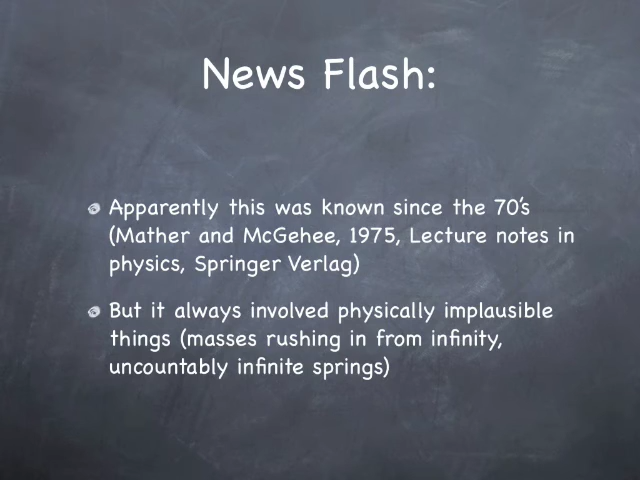 News Flash:
Apparently this was known since the 70's
(Mather and McGehee, 1975, Lecture notes in
physics, Springer Verlag)
But it always involved physically implausible
things (masses rushing in from infinity,
uncountably infinite springs)